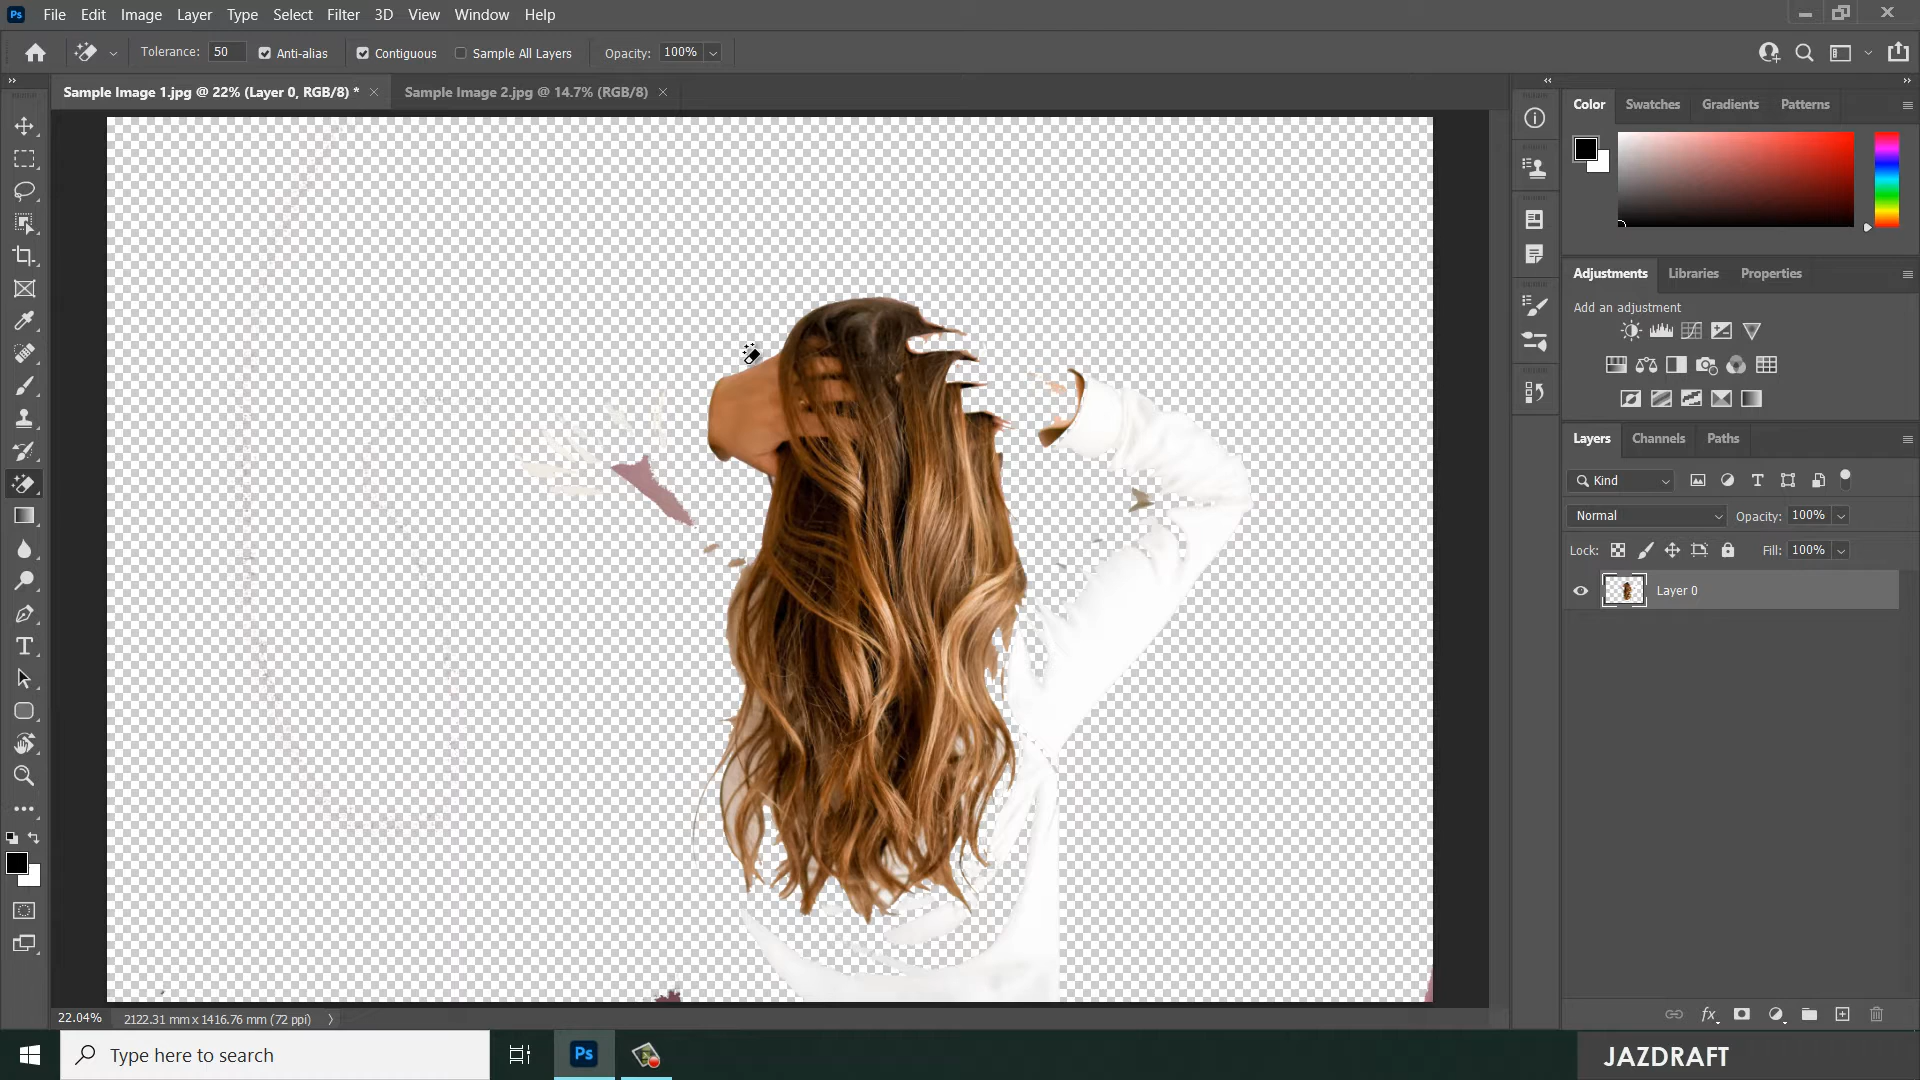 Ps File Edit Image Layer Type Select Filter 3D View Window Help
Tolerance: 50 Anti-alias Contiguous Sample All Layers Opacity: 100%
Sample Image 1.jpg @ 22% (Layer 0, RGB/8) * Sample Image 2.jpg @ 14.7% (RGB/8)
Color Swatches Gradients Patterns
Adjustments Libraries Properties
Add an adjustment
Layers Channels Paths
Kind
Normal Opacity: 100%
Lock: Fill: 100%
Layer 0
fx
22.04% 2122.31 mm x 1416.76 mm (72 ppi)
Type here to search Ps JAZDRAFT